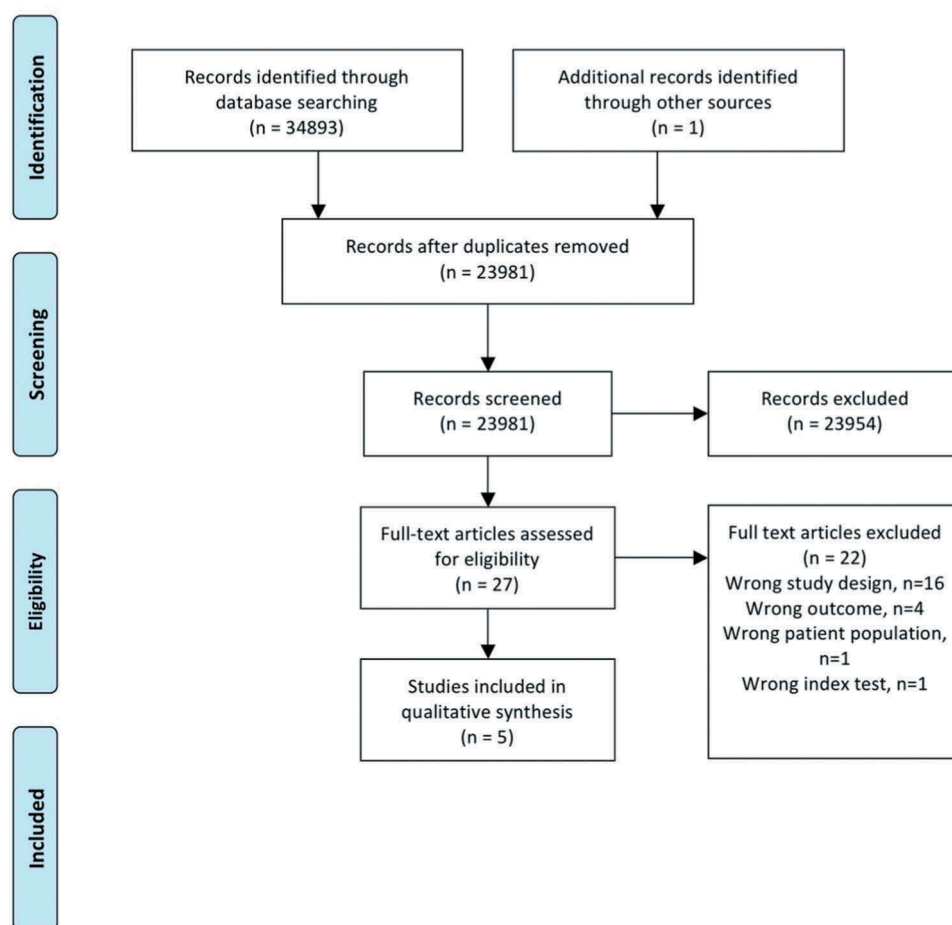 Identification
Records identified through
database searching
(n = 34893)
Additional records identified
through other sources
(n = 1)
Records after duplicates removed
(n = 23981)
Screening
Records screened
(n = 23981)
Records excluded
(n = 23954)
Eligibility
Full-text articles assessed
for eligibility
(n = 27)
Full text articles excluded
(n = 22)
Wrong study design, n=16
Wrong outcome, n=4
Wrong patient population,
n=1
Wrong index test, n=1
Included
Studies included in
qualitative synthesis
(n = 5)